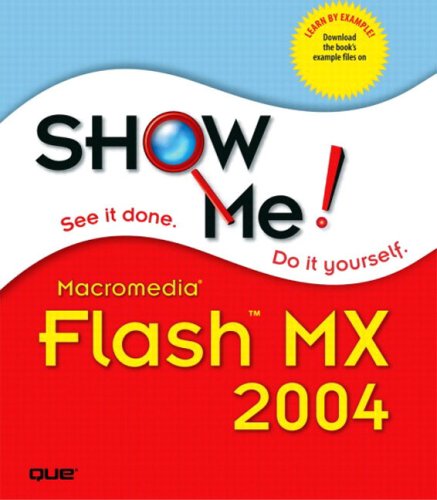 LEARN BY EXAMPLE!
Download
the book's
example files on
SHOW
Me!
See it done.
Do it yourself.
Macromedia®
Flash™ MX
2004
QUE®